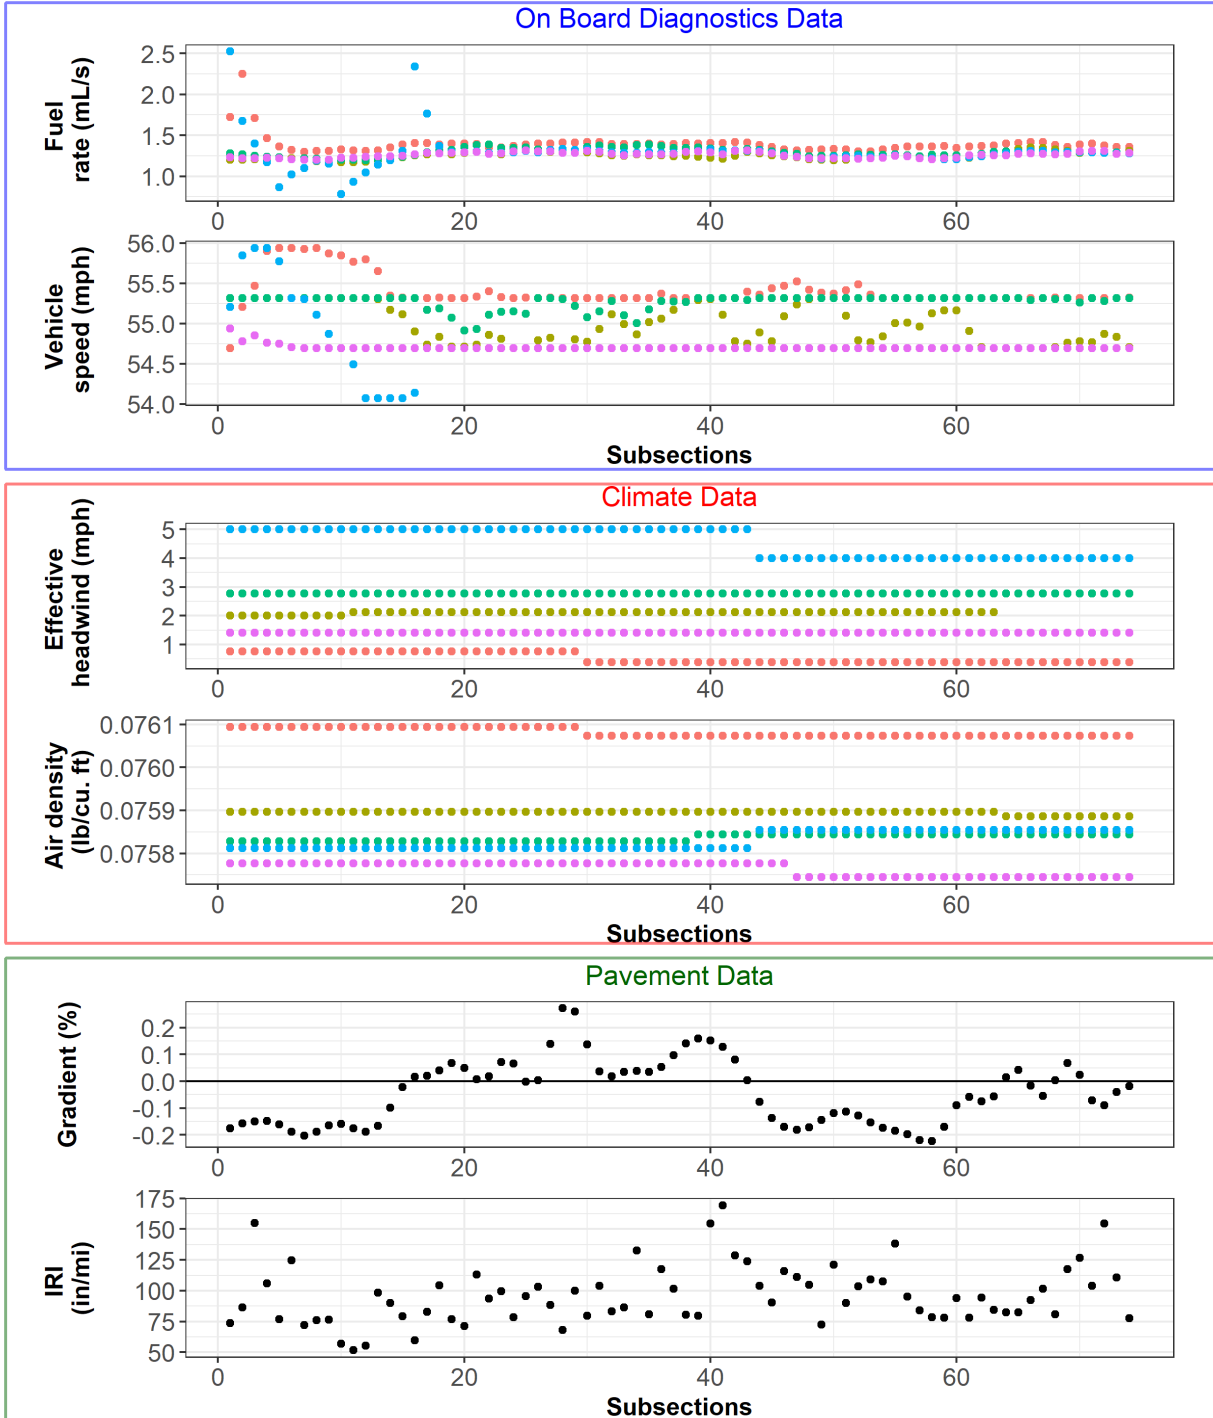 On Board Diagnostics Data
Fuel
rate (mL/s)
2.5
2.0
1.5
1.0
0 20 40 60
Vehicle
speed (mph)
56.0
55.5
55.0
54.5
54.0
0 20 40 60
Subsections
Climate Data
Effective
headwind (mph)
5
4
3
2
1
0 20 40 60
Air density
(lb/cu. ft)
0.0761
0.0760
0.0759
0.0758
0 20 40 60
Subsections
Pavement Data
Gradient (%)
0.2
0.1
0.0
-0.1
-0.2
0 20 40 60
IRI
(in/mi)
175
150
125
100
75
50
0 20 40 60
Subsections